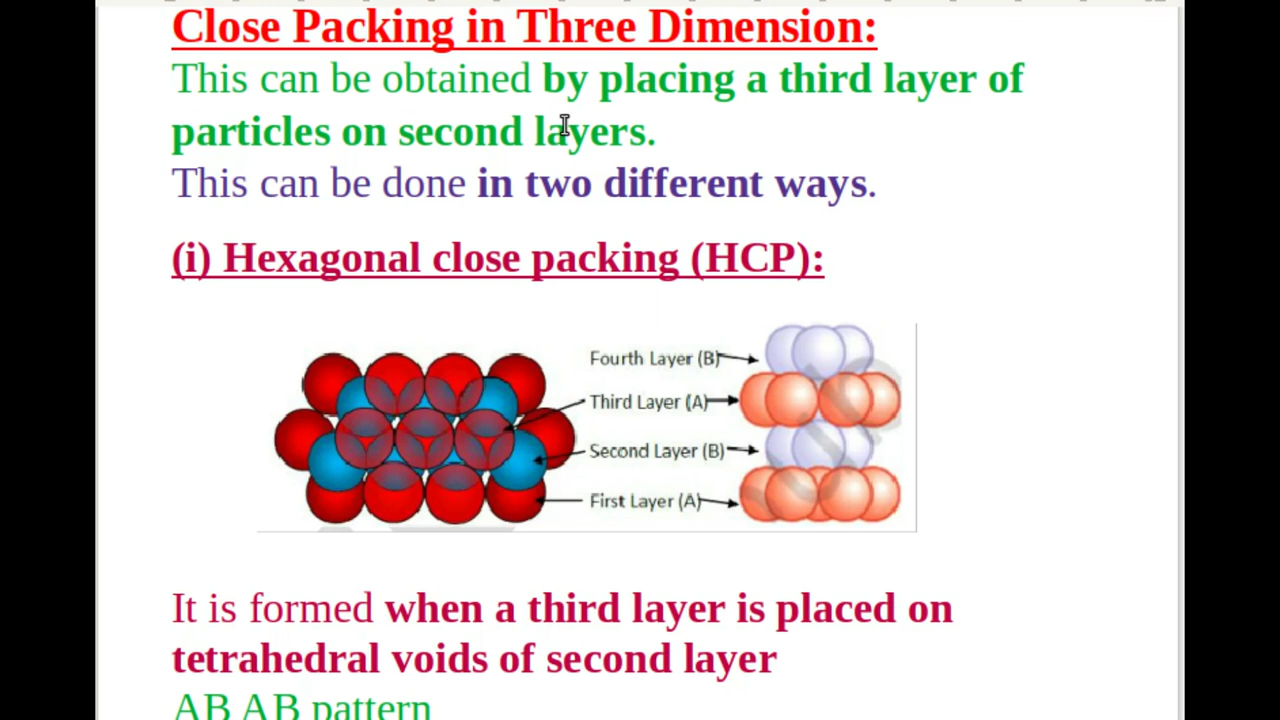 Close Packing in Three Dimension:
This can be obtained by placing a third layer of
particles on second layers.
This can be done in two different ways.
(i) Hexagonal close packing (HCP):
Fourth Layer (B)
Third Layer (A)
Second Layer (B)
First Layer (A)
It is formed when a third layer is placed on
tetrahedral voids of second layer
AB AB pattern